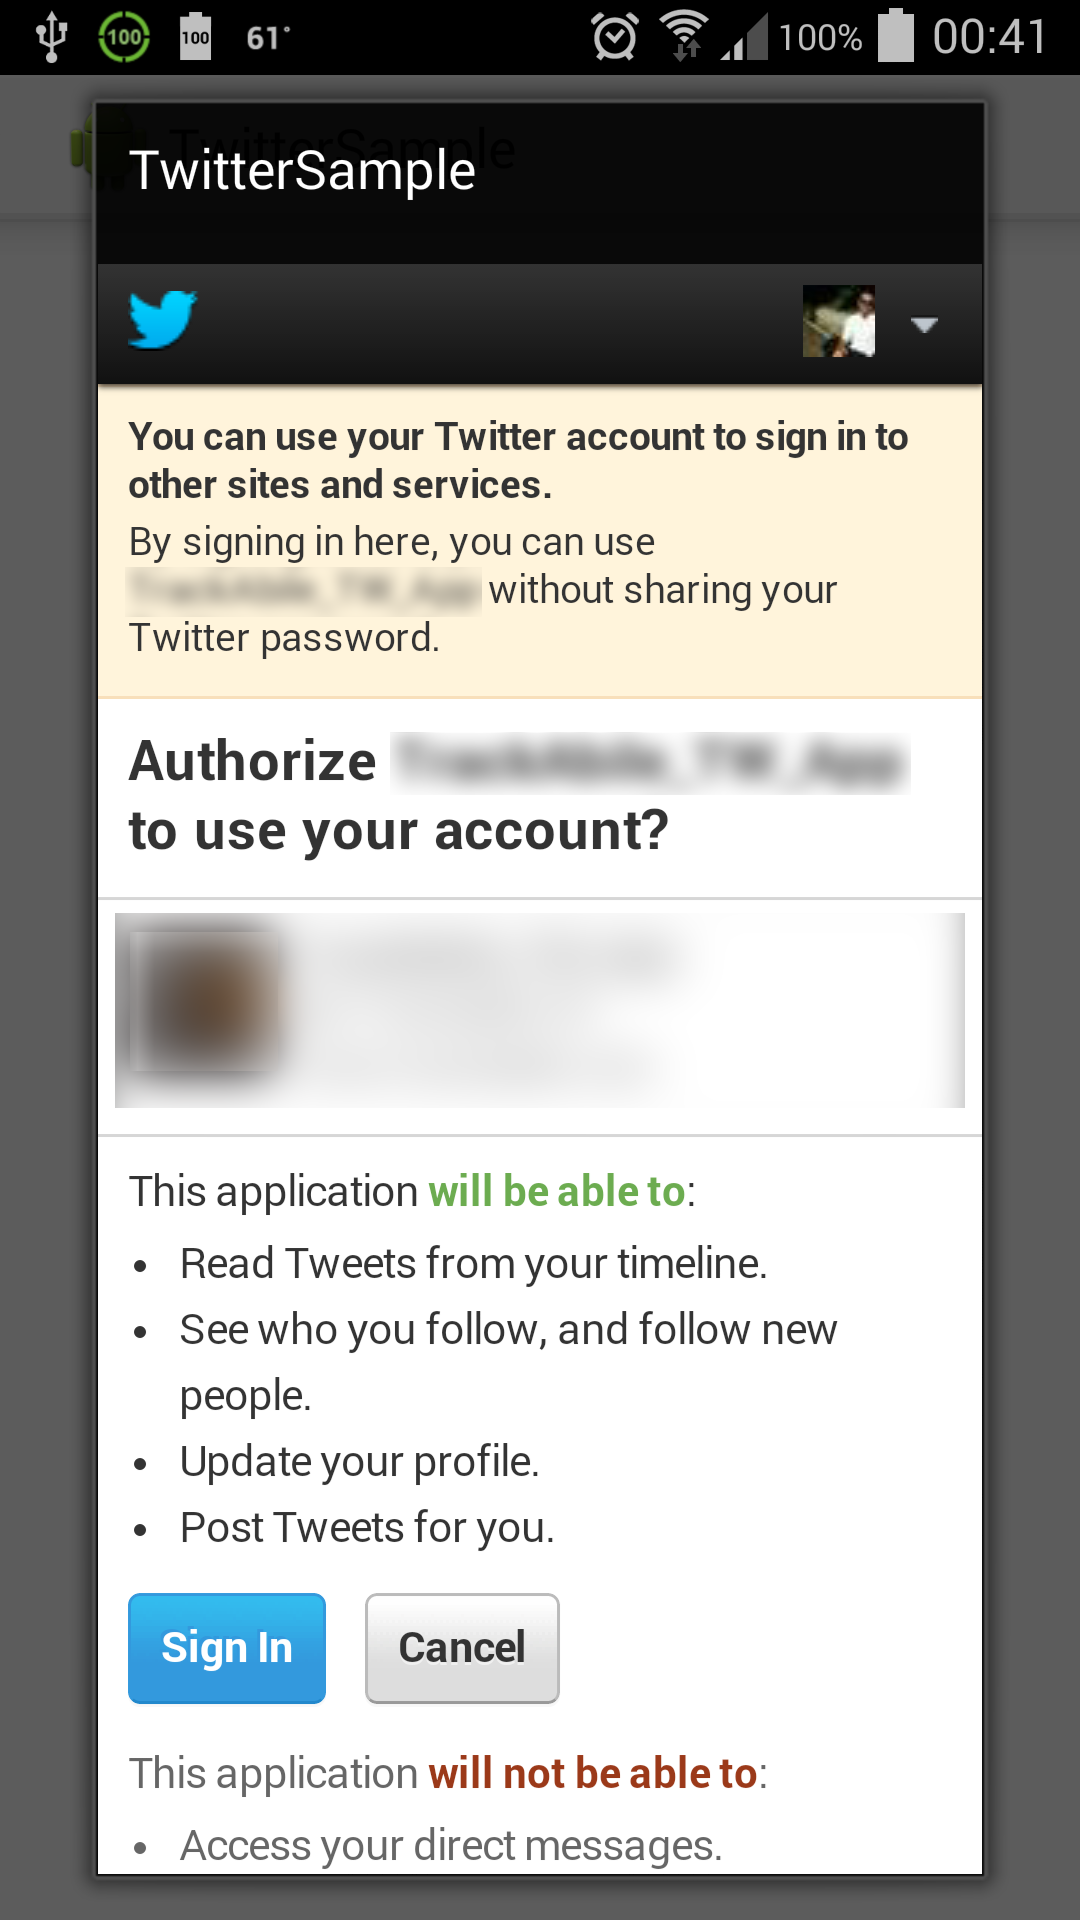 100 100 61° 100% 00:41
TwitterSample
TwitterSample
You can use your Twitter account to sign in to
other sites and services.
By signing in here, you can use
without sharing your
Twitter password.
Authorize
to use your account?
This application will be able to:
• Read Tweets from your timeline.
• See who you follow, and follow new
people.
• Update your profile.
• Post Tweets for you.
Sign In Cancel
This application will not be able to:
• Access your direct messages.